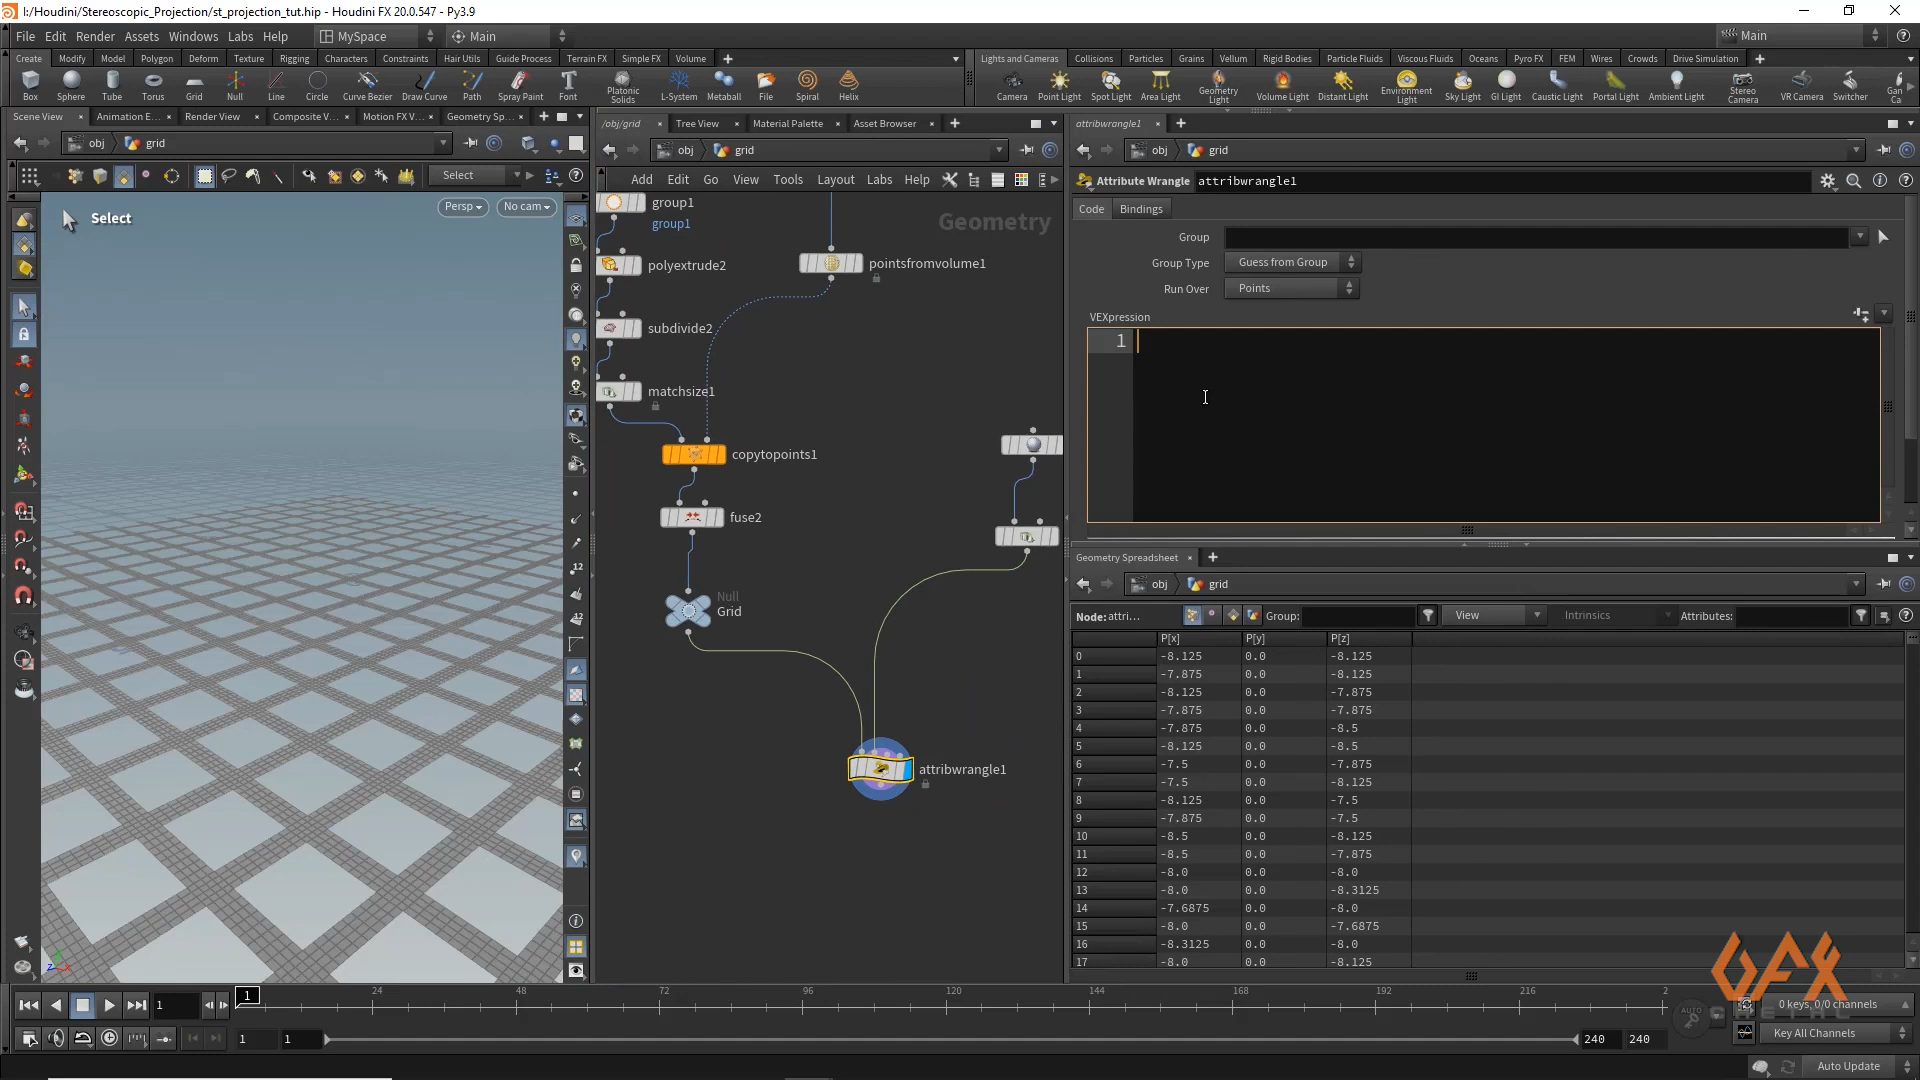 I:/Houdini/Stereoscopic_Projection/st_projection_tut.hip - Houdini FX 20.0.547 - Py3.9
File Edit Render Assets Windows Labs Help MySpace Main Main
Create Modify Model Polygon Deform Texture Rigging Characters Constraints Hair Utils Guide Process Terrain FX Simple FX Volume
Lights and Cameras Collisions Particles Grains Vellum Rigid Bodies Particle Fluids Viscous Fluids Oceans Pyro FX FEM Wires Crowds Drive Simulation
Box Sphere Tube Torus Grid Null Line Circle Curve Bezier Draw Curve Path Spray Paint Font Platonic Solids L-System Metaball File Spiral Helix
Camera Point Light Spot Light Area Light Geometry Light Volume Light Distant Light Environment Light Sky Light GI Light Caustic Light Portal Light Ambient Light Stereo Camera VR Camera Switcher Gan Ca
Scene View Animation E... Render View Composite V... Motion FX V... Geometry Sp...
/obj/grid Tree View Material Palette Asset Browser
attribwrangle1
obj grid
obj grid
obj grid
Select
Add Edit Go View Tools Layout Labs Help
Attribute Wrangle attribwrangle1
Code Bindings
Select
Persp No cam
group1
group1
Geometry
polyextrude2
pointsfromvolume1
subdivide2
matchsize1
copytopoints1
fuse2
Null
Grid
attribwrangle1
Group
Group Type Guess from Group
Run Over Points
VEXpression
1
Geometry Spreadsheet
obj grid
Node: attri... Group: View Intrinsics Attributes:
P[x] P[y] P[z]
0 -8.125 0.0 -8.125
1 -7.875 0.0 -8.125
2 -8.125 0.0 -7.875
3 -7.875 0.0 -7.875
4 -7.875 0.0 -8.5
5 -8.125 0.0 -8.5
6 -7.5 0.0 -7.875
7 -7.5 0.0 -8.125
8 -8.125 0.0 -7.5
9 -7.875 0.0 -7.5
10 -8.5 0.0 -8.125
11 -8.5 0.0 -7.875
12 -8.0 0.0 -8.0
13 -8.0 0.0 -8.3125
14 -7.6875 0.0 -8.0
15 -8.0 0.0 -7.6875
16 -8.3125 0.0 -8.0
17 -8.0 0.0 -8.125
12
12
z x
1 1 24 48 72 96 120 144 168 192 216 2
0 keys, 0/0 channels
AUTO
1 1 240 240
Key All Channels
Auto Update